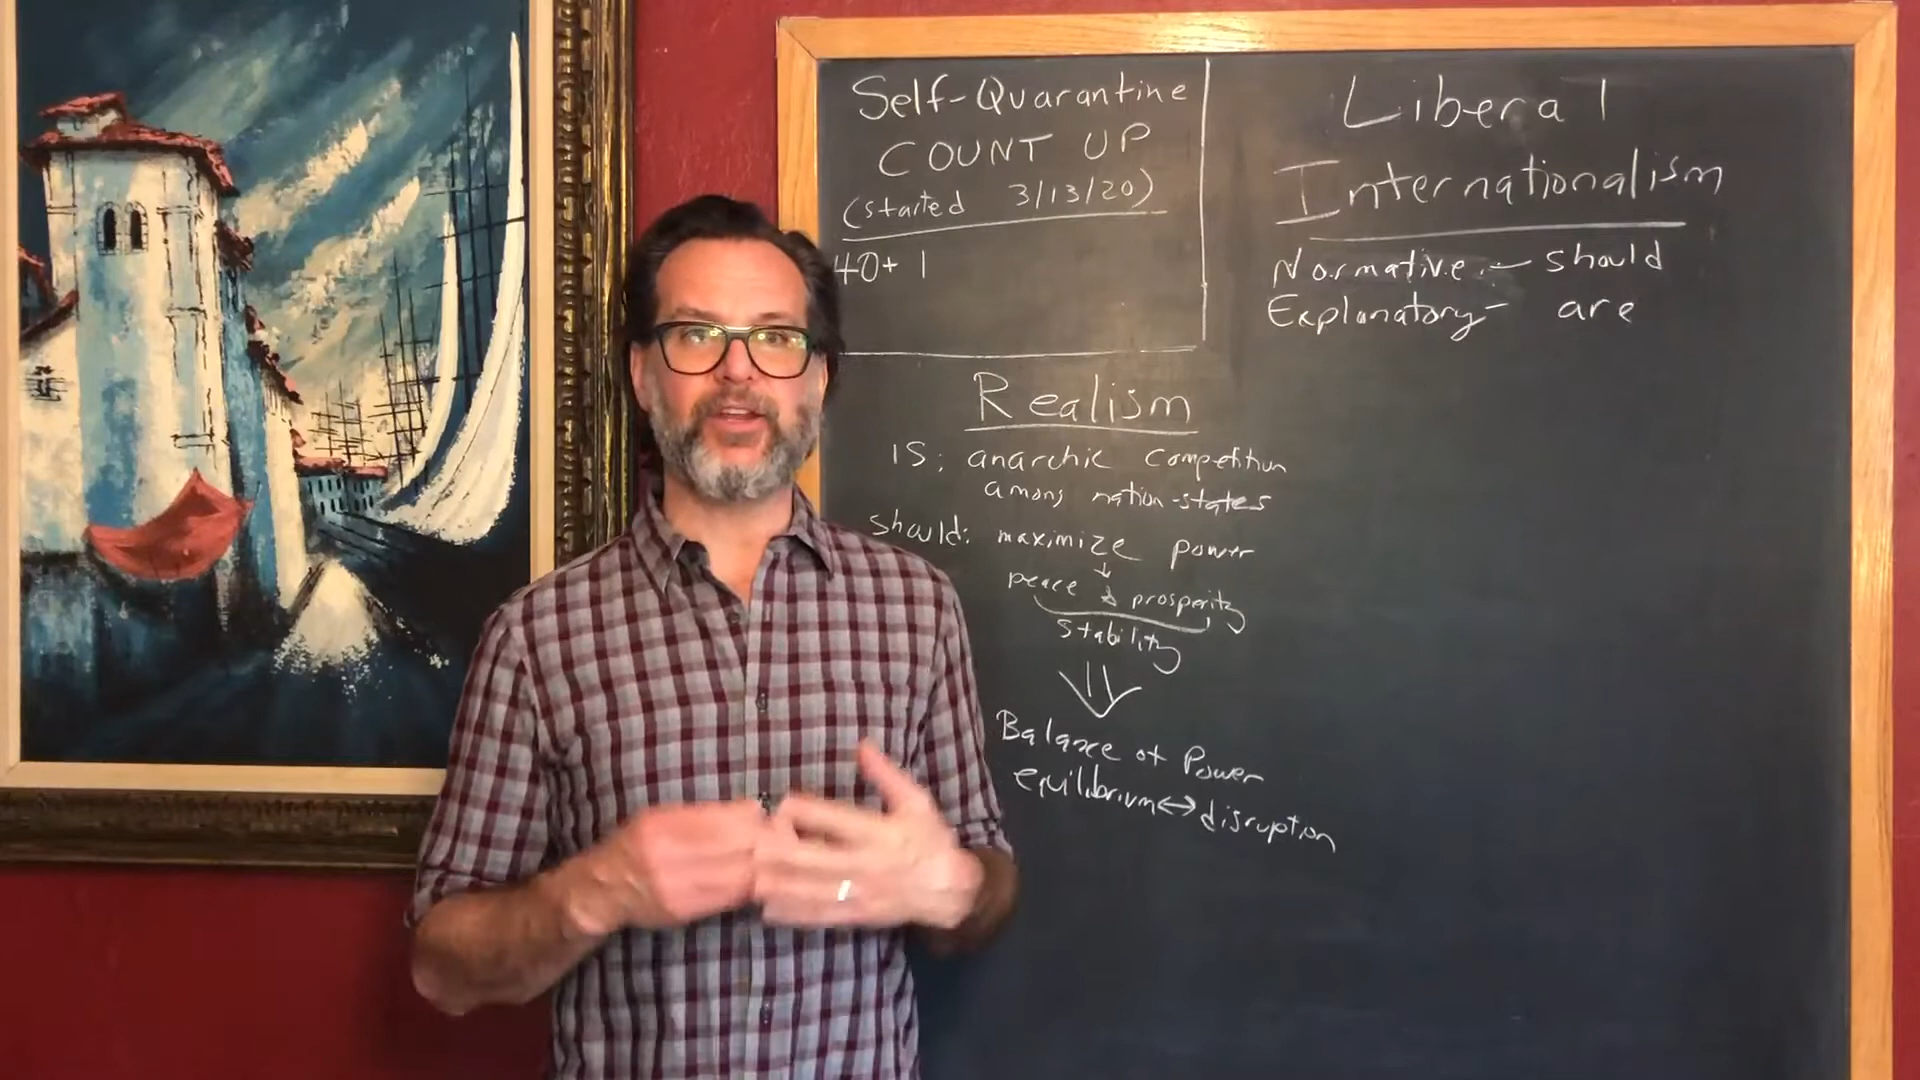 Self-Quarantine
COUNT UP
(started 3/13/20)
40+ 1
Realism
IS: anarchic competition
among nation-states
should: maximize power
↓
peace & prosperity
stability
Balance of Power
equilibrium↔disruption
Liberal
Internationalism
Normative - should
Explanatory - are